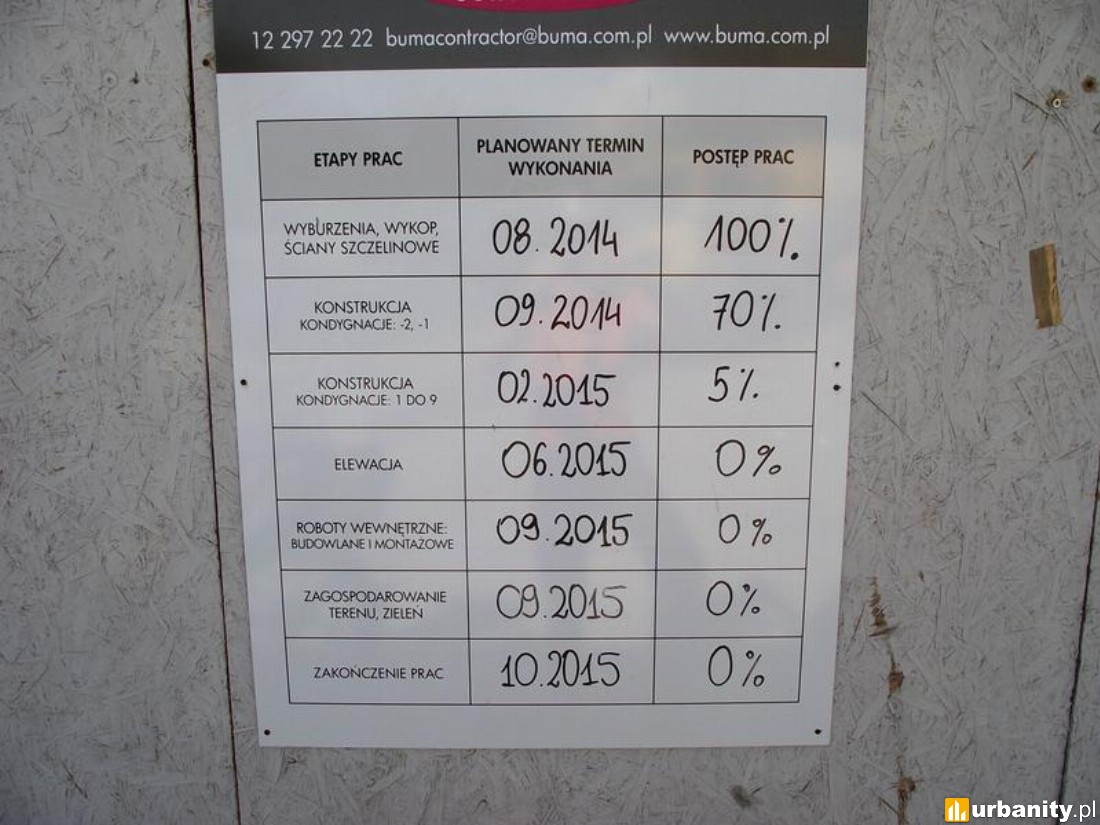 12 297 22 22 bumacontractor@buma.com.pl www.buma.com.pl
ETAPY PRAC
PLANOWANY TERMIN
WYKONANIA
POSTĘP PRAC
WYBURZENIA, WYKOP,
ŚCIANY SZCZELINOWE
08.2014
100%.
KONSTRUKCJA
KONDYGNACJE: -2, -1
09.2014
70%.
KONSTRUKCJA
KONDYGNACJE: 1 DO 9
02.2015
5%.
ELEWACJA
06.2015
0%
ROBOTY WEWNĘTRZNE:
BUDOWLANE I MONTAŻOWE
09.2015
0%
ZAGOSPODAROWANIE
TERENU, ZIELEŃ
09.2015
0%
ZAKOŃCZENIE PRAC
10.2015
0%
urbanity.pl